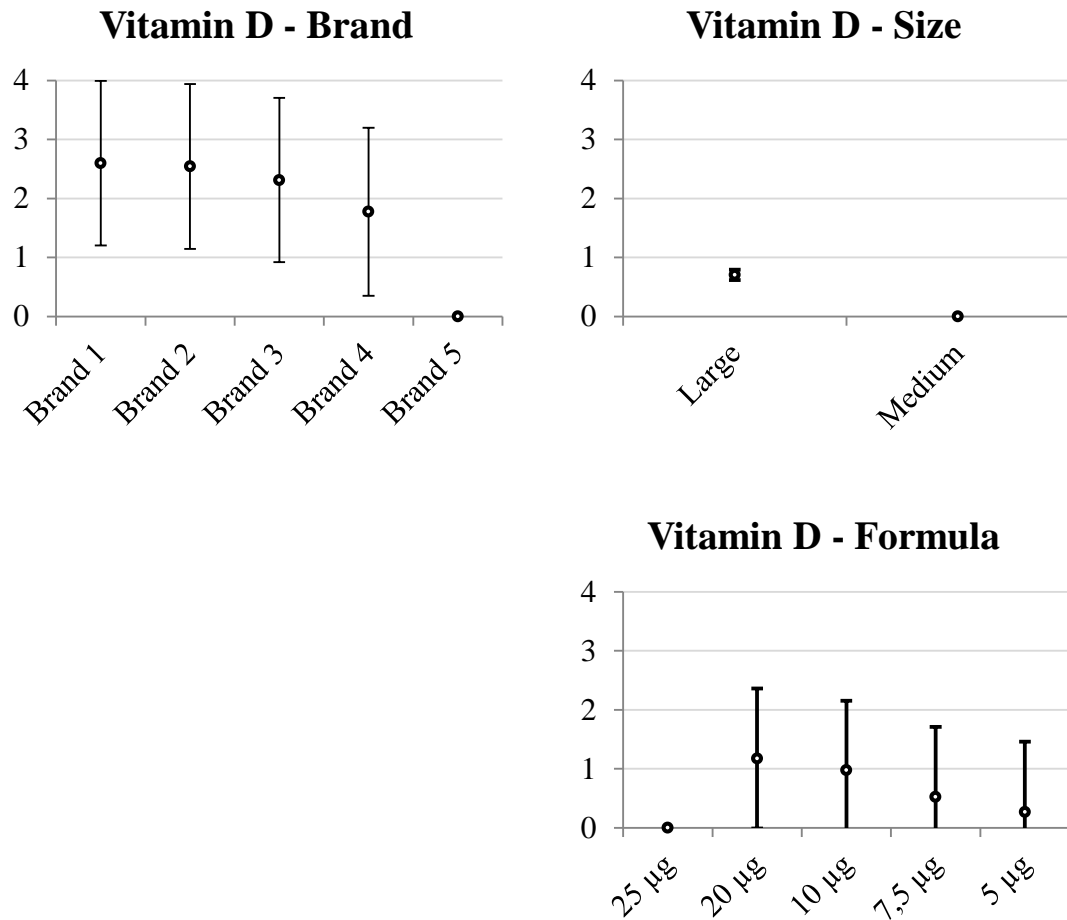 Vitamin D - Brand
4
3
2
1
0
Brand 1
Brand 2
Brand 3
Brand 4
Brand 5
Vitamin D - Size
4
3
2
1
0
Large
Medium
Vitamin D - Formula
4
3
2
1
0
25 µg
20 µg
10 µg
7,5 µg
5 µg